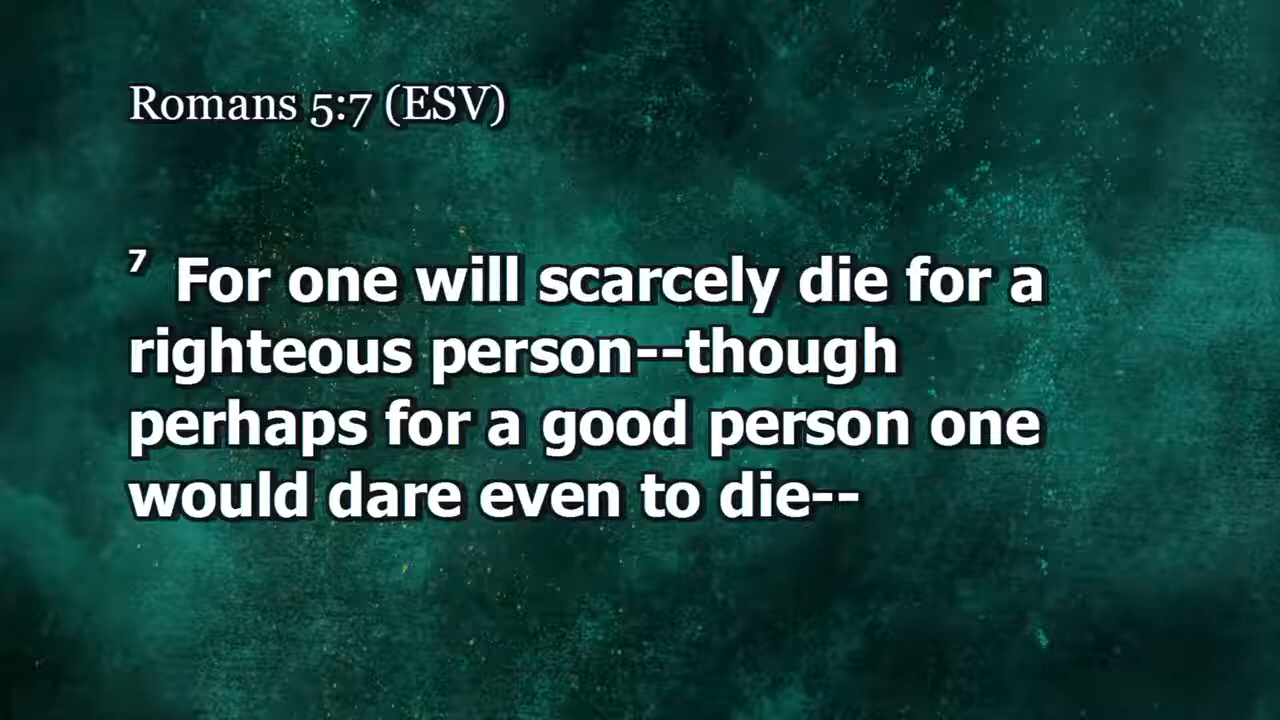 Romans 5:7 (ESV)
7 For one will scarcely die for a
righteous person--though
perhaps for a good person one
would dare even to die--